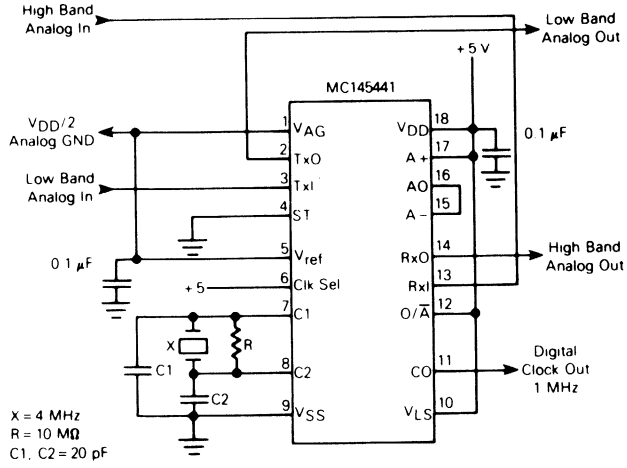 High Band
Analog In
Low Band
Analog Out
+5 V
MC145441
VDD/2
Analog GND
1 VAG
VDD 18
0.1 µF
2 TxO
A+ 17
Low Band
Analog In
3 TxI
AO 16
4 ST
A− 15
0.1 µF
5 Vref
RxO 14
High Band
Analog Out
+5
6 Clk Sel
RxI 13
7 C1
O/A̅ 12
X
R
C1
8 C2
CO 11
Digital
Clock Out
1 MHz
C2
9 VSS
VLS 10
X = 4 MHz
R = 10 MΩ
C1, C2 = 20 pF